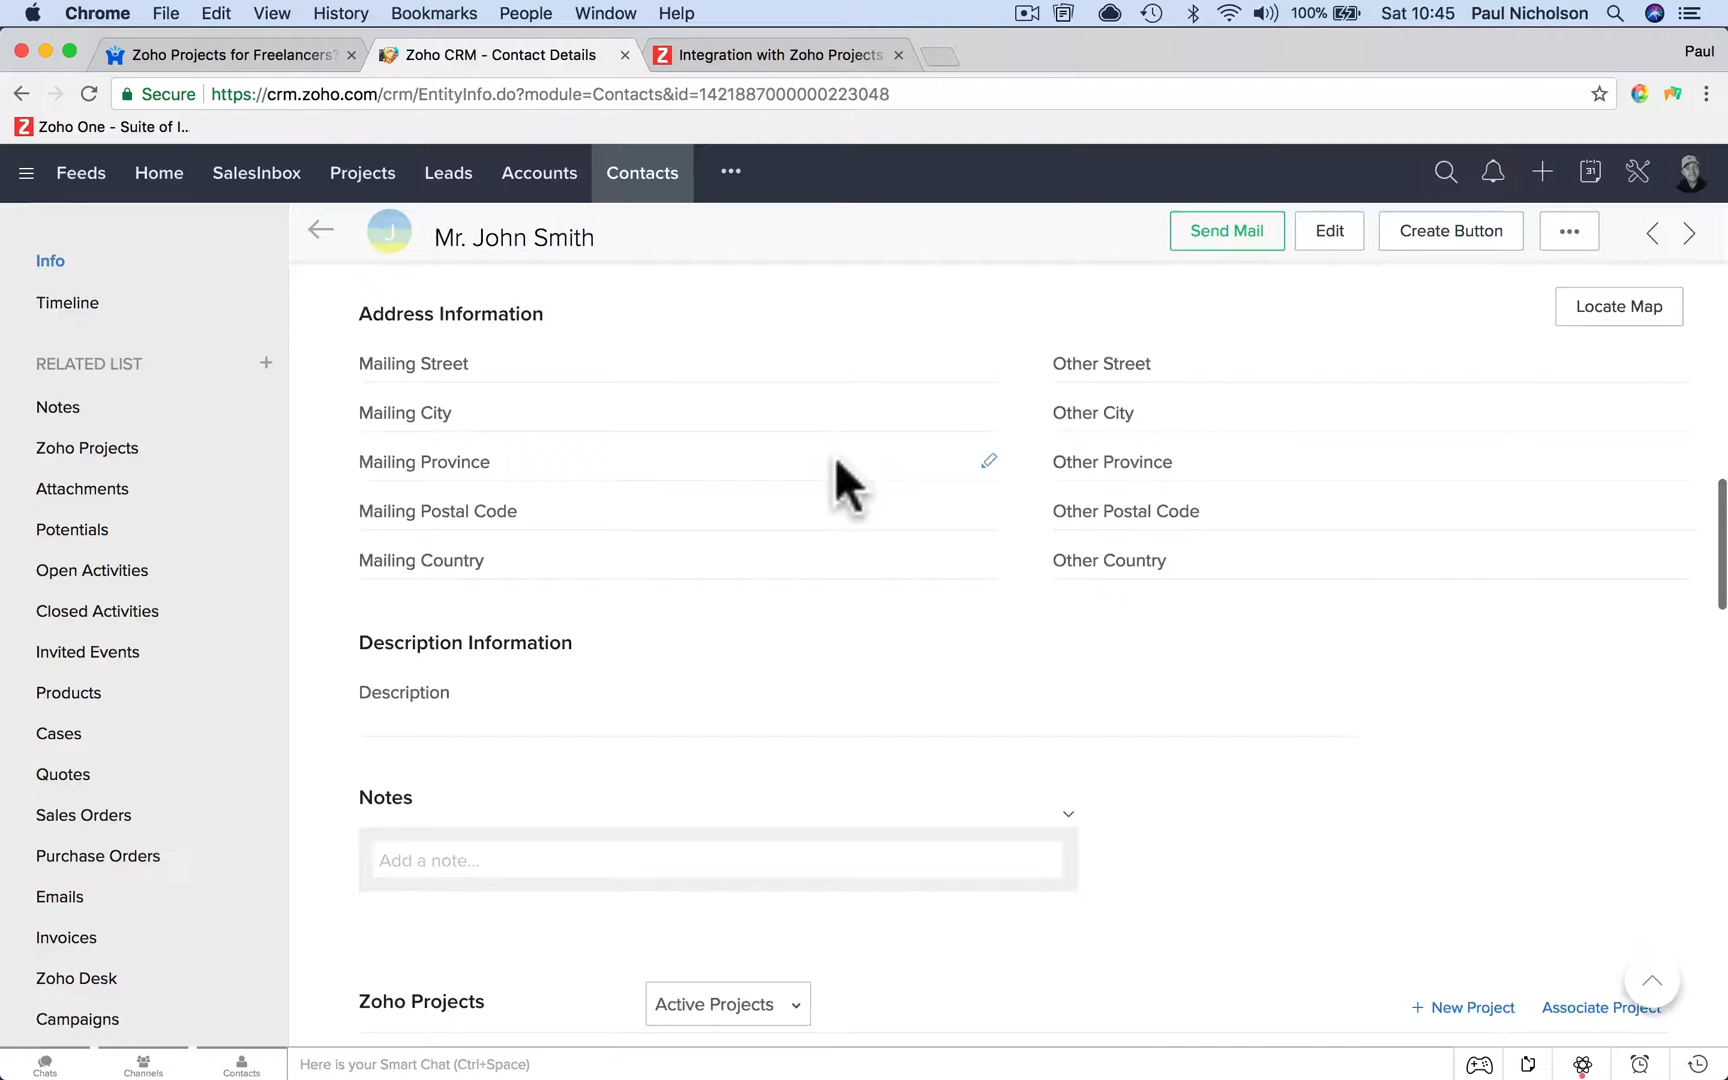 Chrome File Edit View History Bookmarks People Window Help 100% Sat 10:45 Paul Nicholson
Zoho Projects for Freelancers? Zoho CRM - Contact Details Integration with Zoho Projects Paul
Secure https://crm.zoho.com/crm/EntityInfo.do?module=Contacts&id=1421887000000223048
Zoho One - Suite of I...
Feeds Home SalesInbox Projects Leads Accounts Contacts ••• 31
J Mr. John Smith Send Mail Edit Create Button •••
Info
Timeline
RELATED LIST +
Notes
Zoho Projects
Attachments
Potentials
Open Activities
Closed Activities
Invited Events
Products
Cases
Quotes
Sales Orders
Purchase Orders
Emails
Invoices
Zoho Desk
Campaigns
Address Information Locate Map
Mailing Street Other Street
Mailing City Other City
Mailing Province Other Province
Mailing Postal Code Other Postal Code
Mailing Country Other Country
Description Information
Description
Notes
Add a note...
Zoho Projects Active Projects + New Project Associate Project
Chats Channels Contacts Here is your Smart Chat (Ctrl+Space)